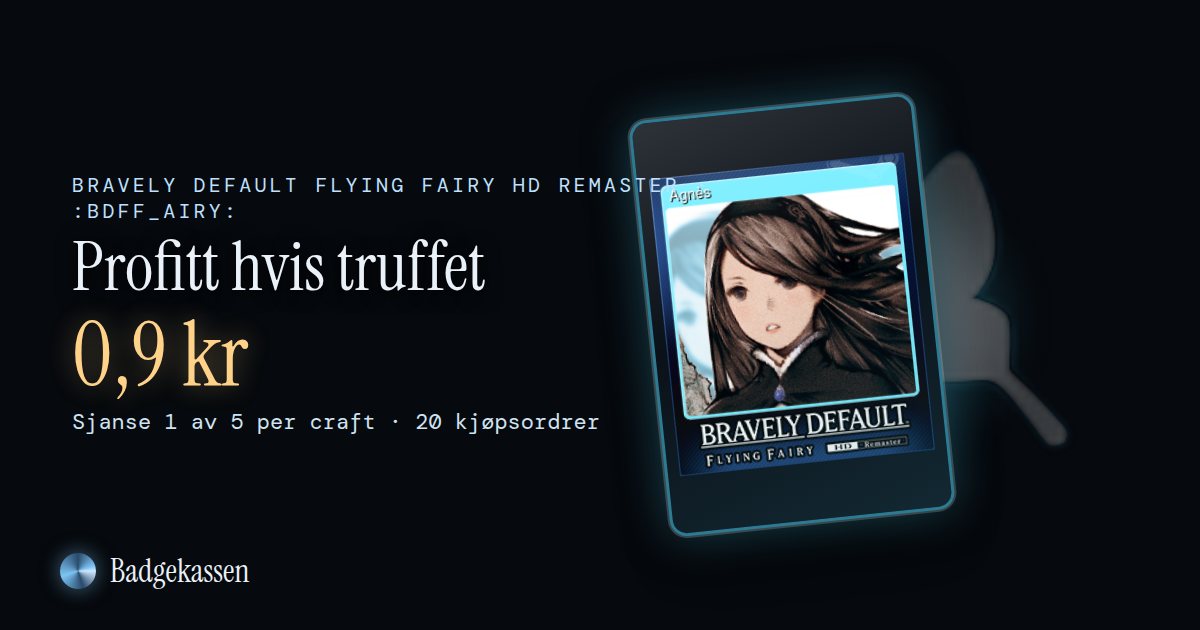 BRAVELY DEFAULT FLYING FAIRY HD REMASTER
:BDFF_AIRY:
Profitt hvis truffet
0,9 kr
Sjanse 1 av 5 per craft · 20 kjøpsordrer
Agnès
BRAVELY DEFAULT
FLYING FAIRY HD Remaster
Badgekassen